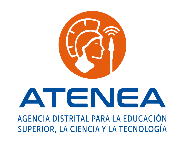 ATENEA
AGENCIA DISTRITAL PARA LA EDUCACIÓN
SUPERIOR, LA CIENCIA Y LA TECNOLOGÍA